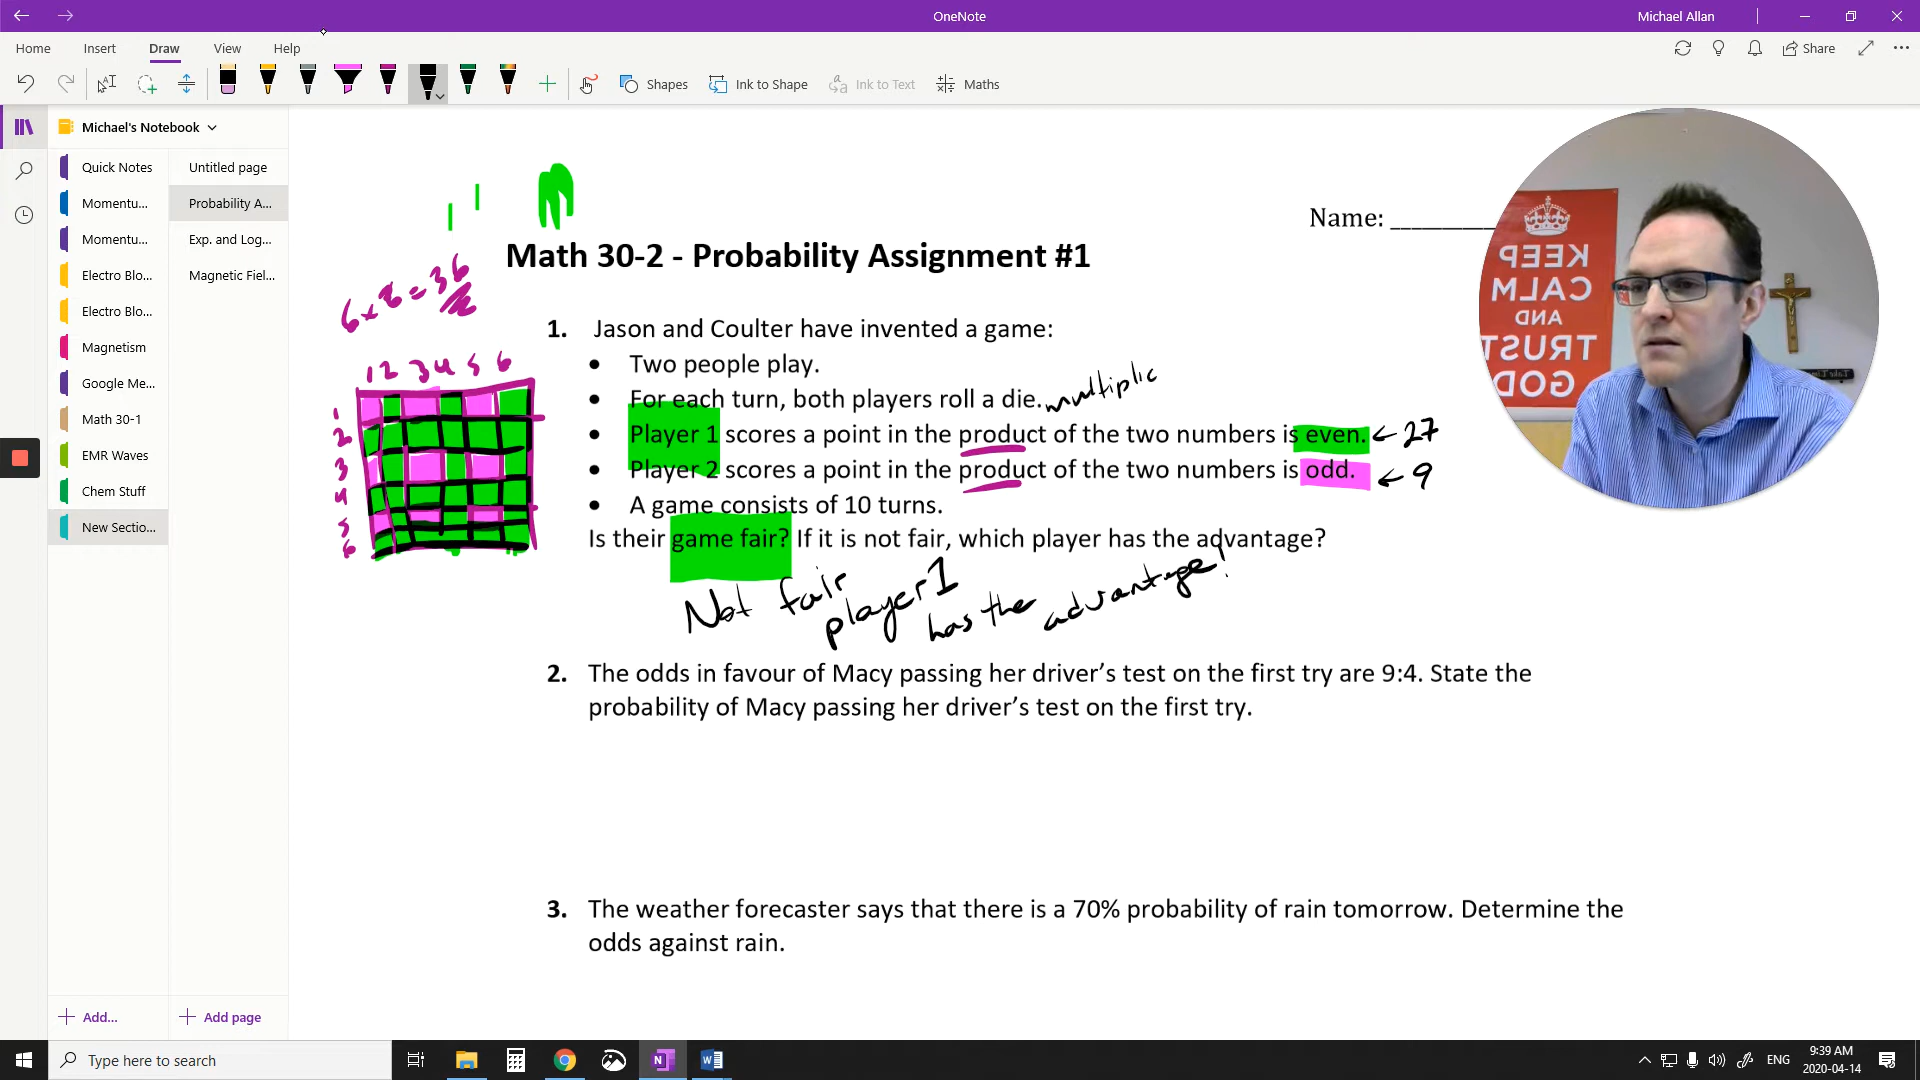 OneNote
Michael Allan
Home Insert Draw View Help
Share
Shapes Ink to Shape Ink to Text Maths
Michael's Notebook
Quick Notes
Momentu...
Momentu...
Electro Blo...
Electro Blo...
Magnetism
Google Me...
Math 30-1
EMR Waves
Chem Stuff
New Sectio...
Add...
Untitled page
Probability A...
Exp. and Log...
Magnetic Fiel...
Add page
Name: __________
Math 30-2 - Probability Assignment #1
6 x 6 = 36
1 2 3 4 5 6
1
2
3
4
5
6
1. Jason and Coulter have invented a game:
• Two people play.
• For each turn, both players roll a die. multiplic
• Player 1 scores a point in the product of the two numbers is even. ← 27
• Player 2 scores a point in the product of the two numbers is odd. ← 9
• A game consists of 10 turns.
Is their game fair? If it is not fair, which player has the advantage?
Not fair
player 1
has the advantage!
2. The odds in favour of Macy passing her driver's test on the first try are 9:4. State the
probability of Macy passing her driver's test on the first try.
3. The weather forecaster says that there is a 70% probability of rain tomorrow. Determine the
odds against rain.
KEEP
CALM
AND
TRUST
GOD
Type here to search
ENG
9:39 AM
2020-04-14